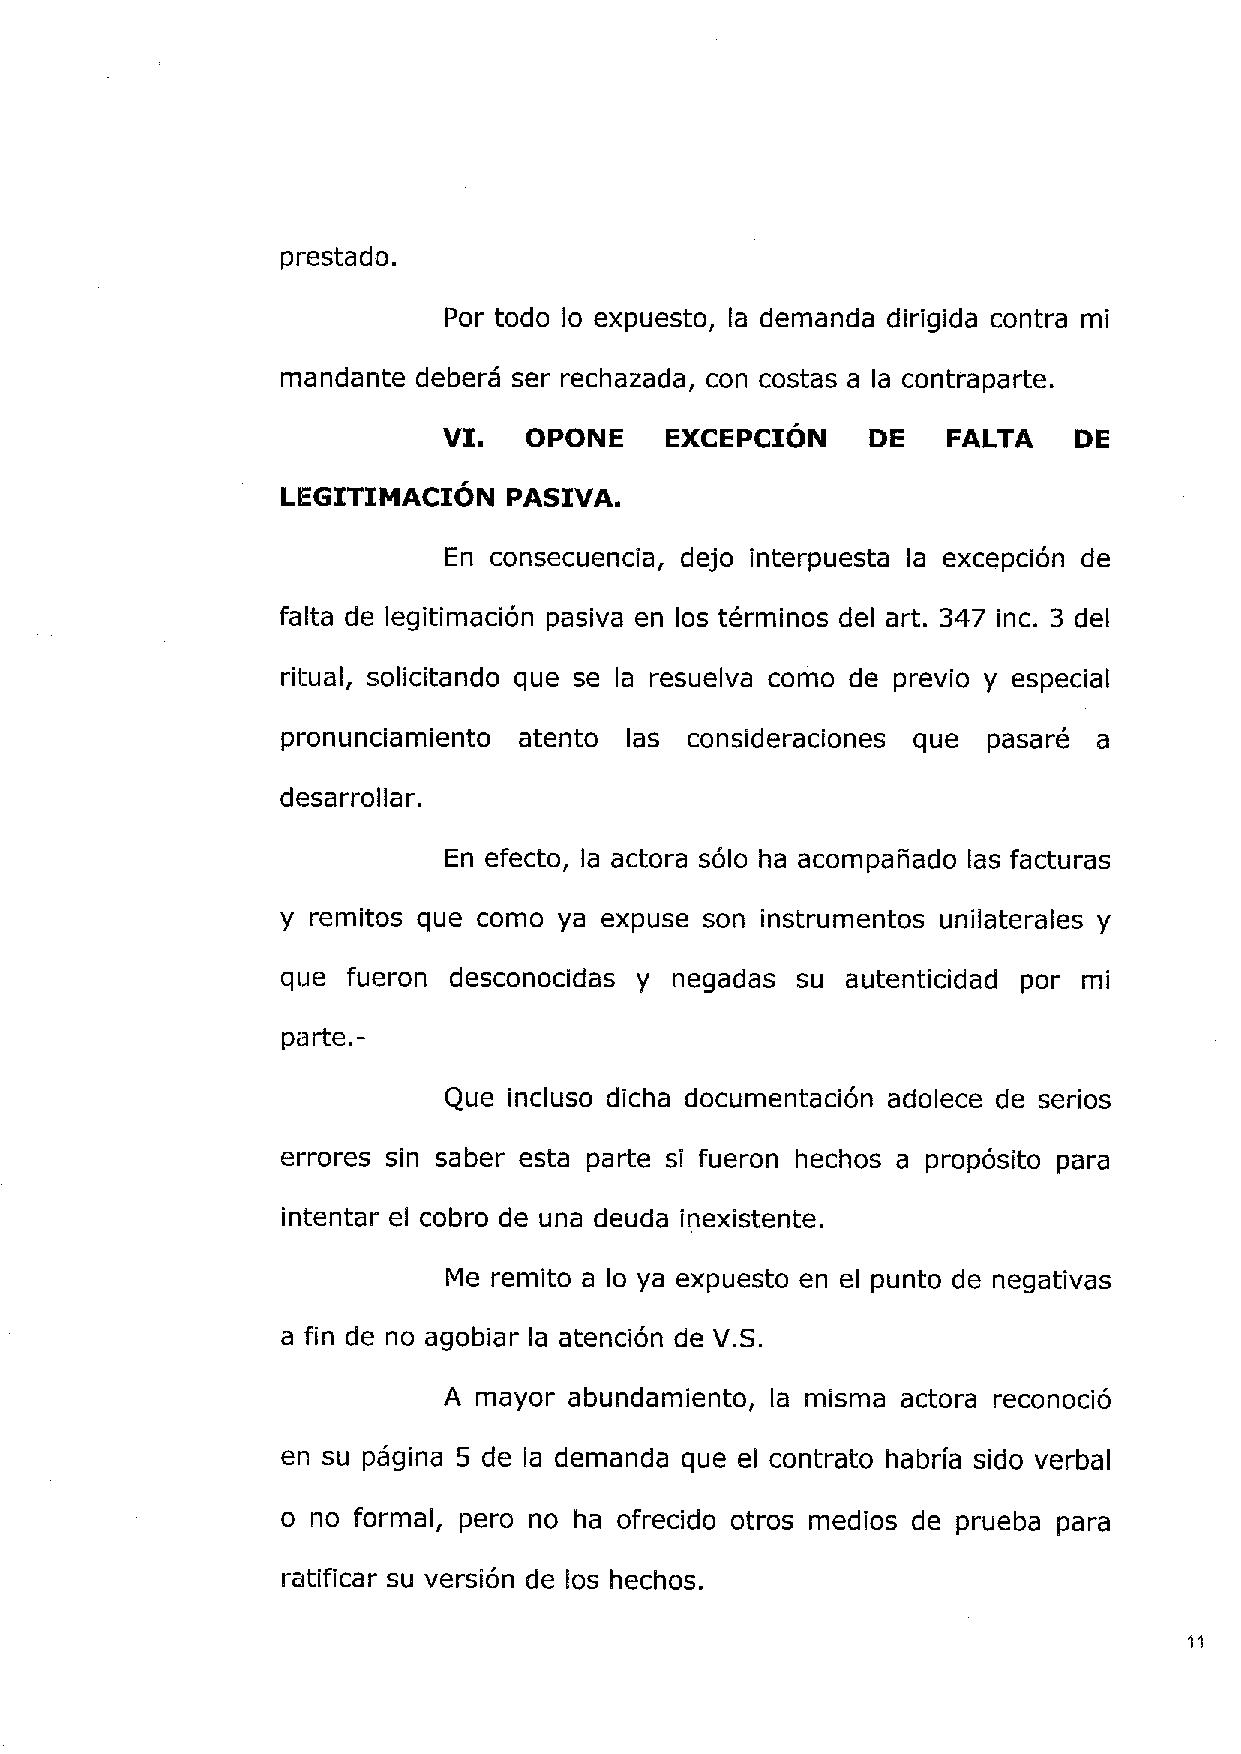 prestado.
Por todo lo expuesto, la demanda dirigida contra mi
mandante deberá ser rechazada, con costas a la contraparte.
VI. OPONE EXCEPCIÓN DE FALTA DE
LEGITIMACIÓN PASIVA.
En consecuencia, dejo interpuesta la excepción de
falta de legitimación pasiva en los términos del art. 347 inc. 3 del
ritual, solicitando que se la resuelva como de previo y especial
pronunciamiento atento las consideraciones que pasaré a
desarrollar.
En efecto, la actora sólo ha acompañado las facturas
y remitos que como ya expuse son instrumentos unilaterales y
que fueron desconocidas y negadas su autenticidad por mi
parte.-
Que incluso dicha documentación adolece de serios
errores sin saber esta parte si fueron hechos a propósito para
intentar el cobro de una deuda inexistente.
Me remito a lo ya expuesto en el punto de negativas
a fin de no agobiar la atención de V.S.
A mayor abundamiento, la misma actora reconoció
en su página 5 de la demanda que el contrato habría sido verbal
o no formal, pero no ha ofrecido otros medios de prueba para
ratificar su versión de los hechos.
11